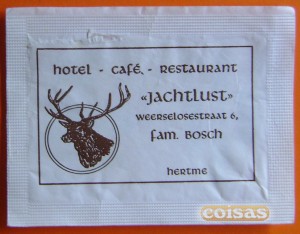 hotel - café - restaurant
«Jachtlust»
weerselosestraat 6,
fam. Bosch
hertme
coisas